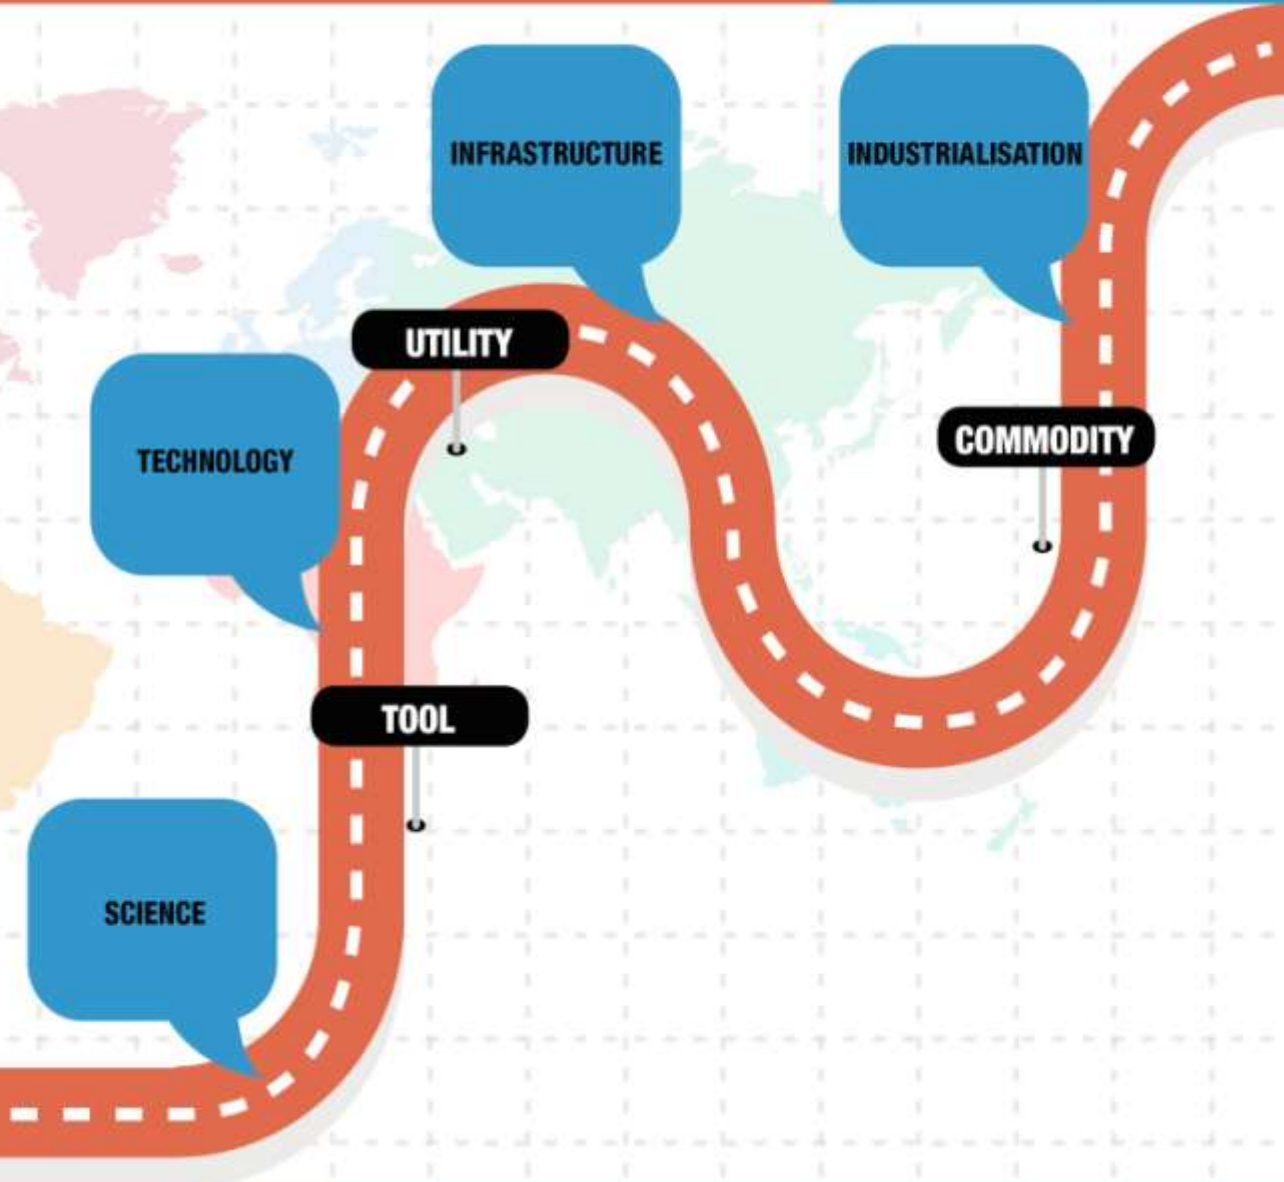 INFRASTRUCTURE
INDUSTRIALISATION
UTILITY
TECHNOLOGY
COMMODITY
TOOL
SCIENCE